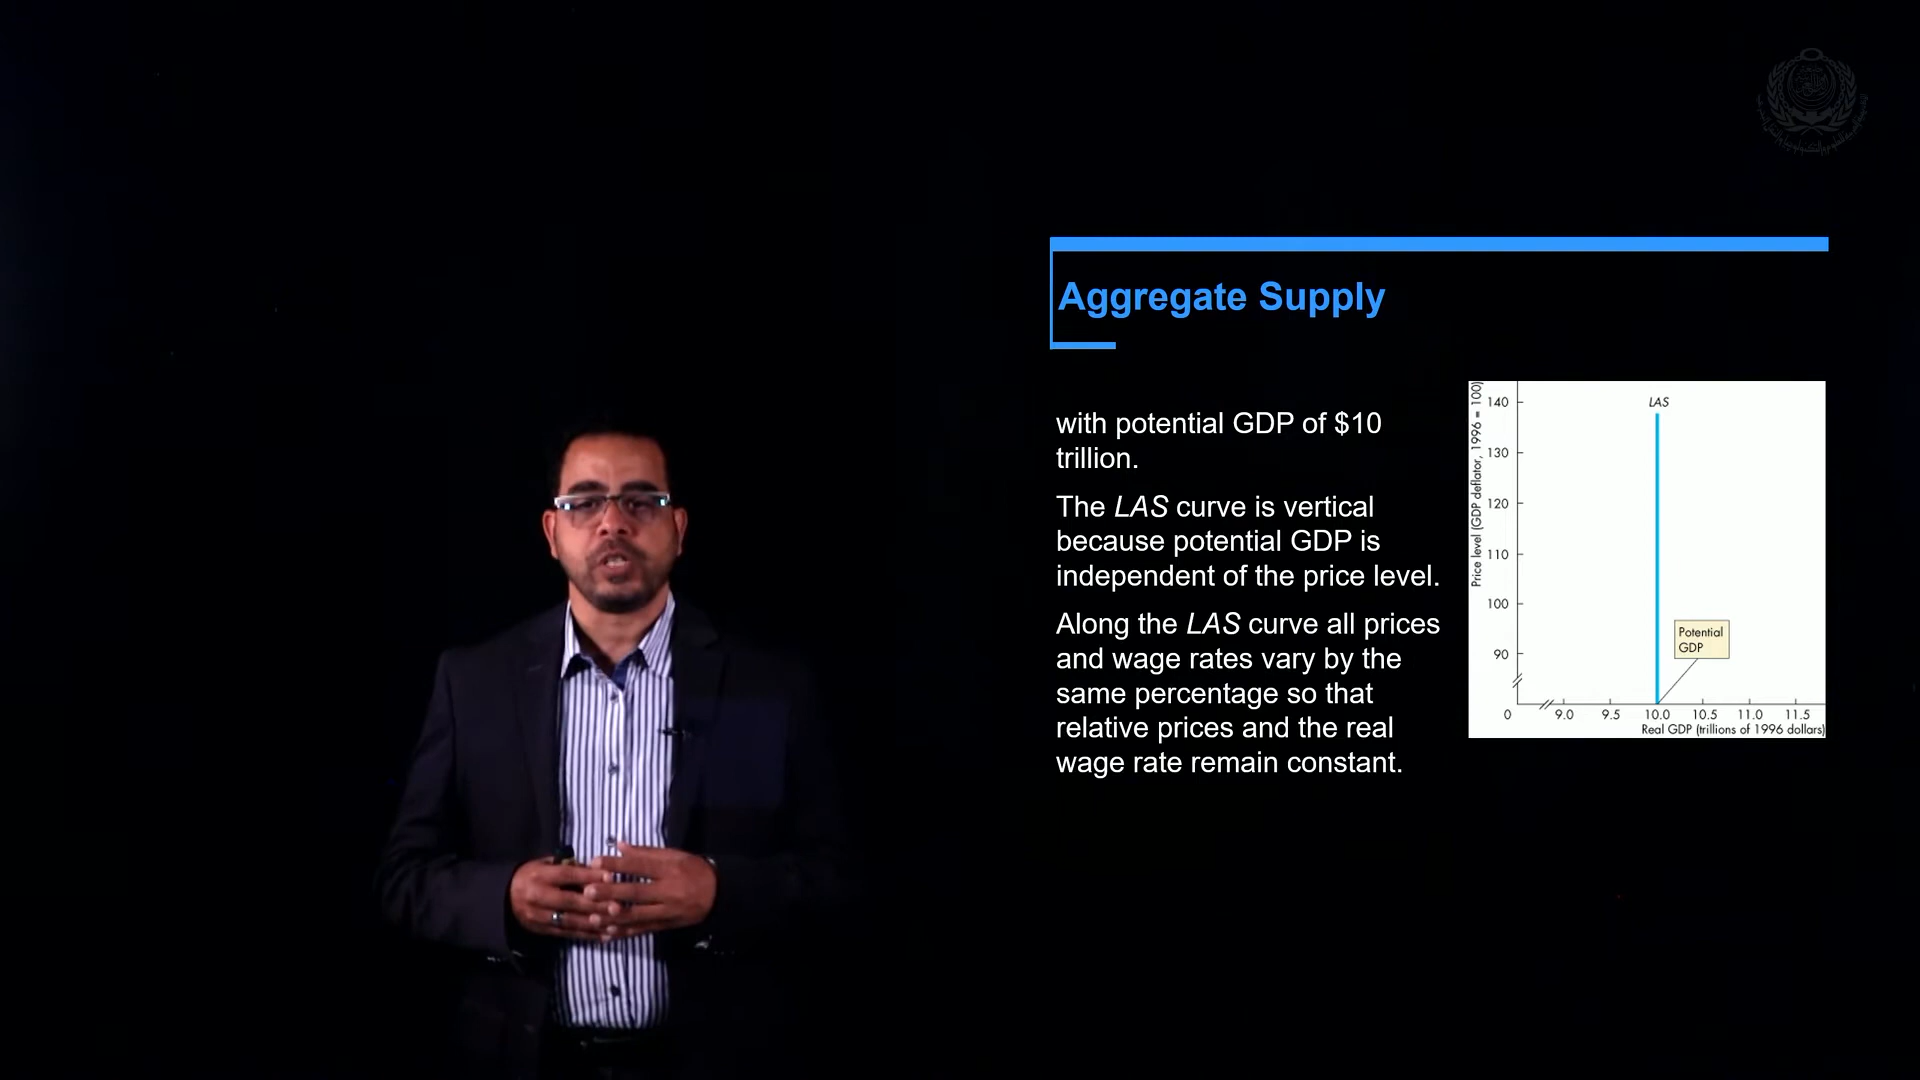 Aggregate Supply
with potential GDP of $10
trillion.
The LAS curve is vertical
because potential GDP is
independent of the price level.
Along the LAS curve all prices
and wage rates vary by the
same percentage so that
relative prices and the real
wage rate remain constant.
Price level (GDP deflator, 1996 = 100)
140
130
120
110
100
90
LAS
Potential
GDP
0 9.0 9.5 10.0 10.5 11.0 11.5
Real GDP (trillions of 1996 dollars)